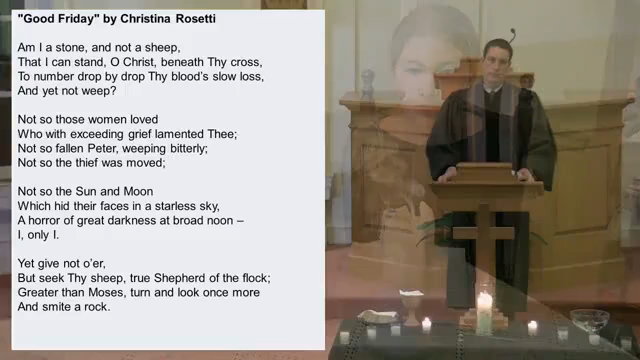 "Good Friday" by Christina Rosetti
Am I a stone, and not a sheep,
That I can stand, O Christ, beneath Thy cross,
To number drop by drop Thy blood's slow loss,
And yet not weep?
Not so those women loved
Who with exceeding grief lamented Thee;
Not so fallen Peter, weeping bitterly;
Not so the thief was moved;
Not so the Sun and Moon
Which hid their faces in a starless sky,
A horror of great darkness at broad noon –
I, only I.
Yet give not o'er,
But seek Thy sheep, true Shepherd of the flock;
Greater than Moses, turn and look once more
And smite a rock.